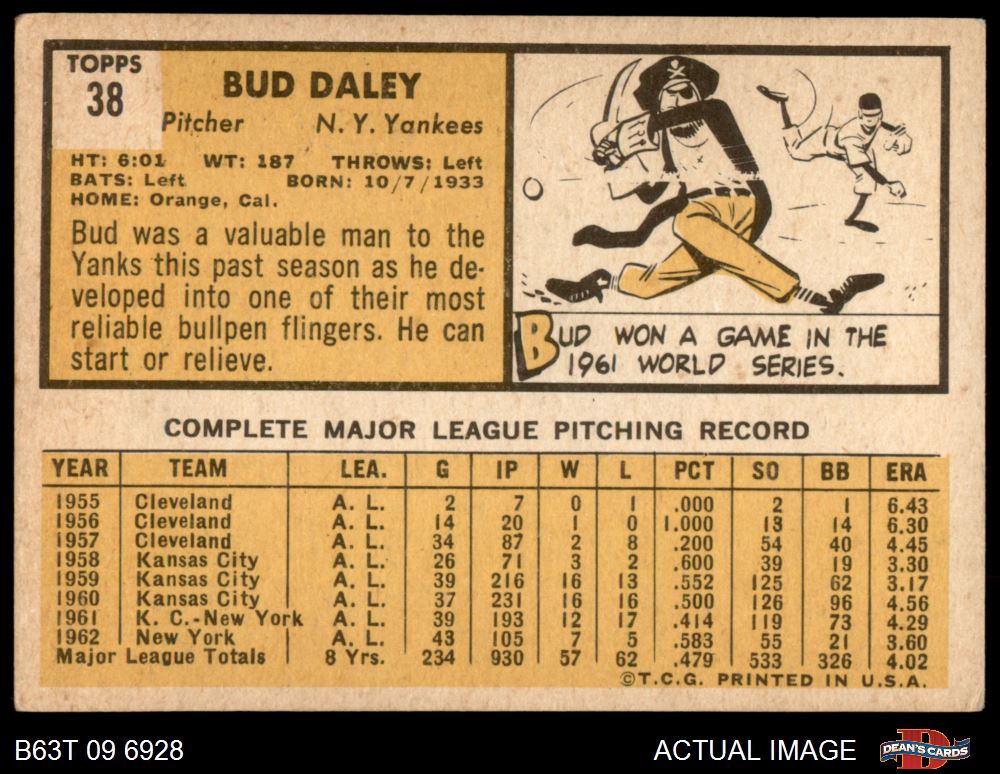 TOPPS
38
BUD DALEY
Pitcher N. Y. Yankees
HT: 6:01 WT: 187 THROWS: Left
BATS: Left BORN: 10/7/1933
HOME: Orange, Cal.
Bud was a valuable man to the
Yanks this past season as he de-
veloped into one of their most
reliable bullpen flingers. He can
start or relieve.
BUD WON A GAME IN THE
1961 WORLD SERIES.
COMPLETE MAJOR LEAGUE PITCHING RECORD
YEAR TEAM LEA. G IP W L PCT SO BB ERA
1955 Cleveland A. L. 2 7 0 1 .000 2 1 6.43
1956 Cleveland A. L. 14 20 1 0 1.000 13 14 6.30
1957 Cleveland A. L. 34 87 2 8 .200 54 40 4.45
1958 Kansas City A. L. 26 71 3 2 .600 39 19 3.30
1959 Kansas City A. L. 39 216 16 13 .552 125 62 3.17
1960 Kansas City A. L. 37 231 16 16 .500 126 96 4.56
1961 K. C.-New York A. L. 39 193 12 17 .414 119 73 4.29
1962 New York A. L. 43 105 7 5 .583 55 21 3.60
Major League Totals 8 Yrs. 234 930 57 62 .479 533 326 4.02
©T.C.G. PRINTED IN U.S.A.
B63T 09 6928 ACTUAL IMAGE DEAN'S CARDS